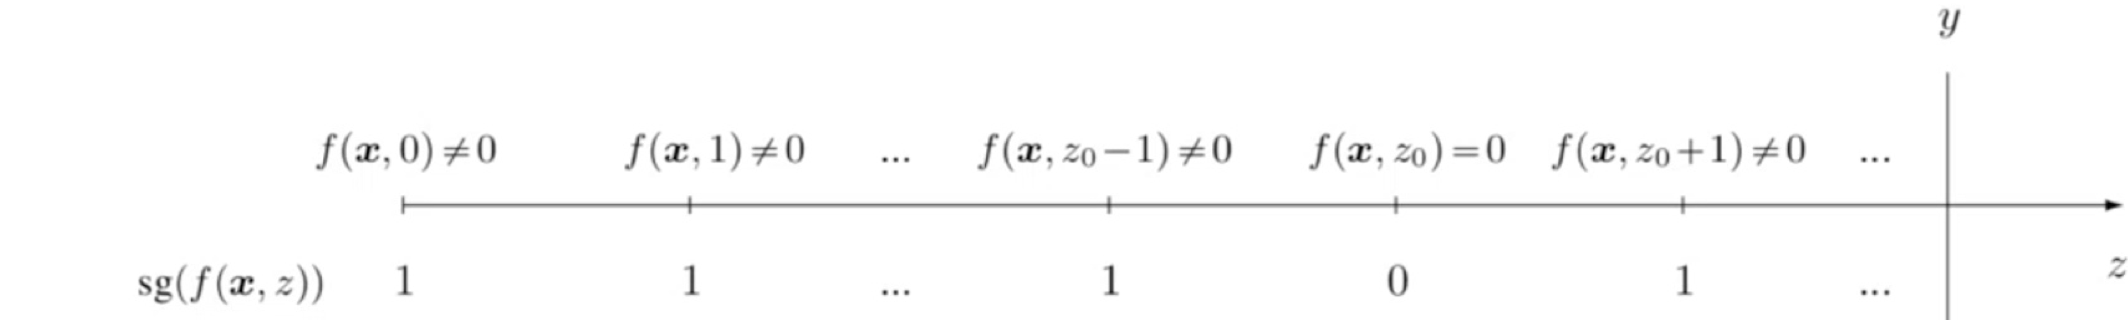 y
f(x, 0)≠0 f(x, 1)≠0 ... f(x, z₀−1)≠0 f(x, z₀)=0 f(x, z₀+1)≠0 ...
sg(f(x, z)) 1 1 ... 1 0 1 ...
z